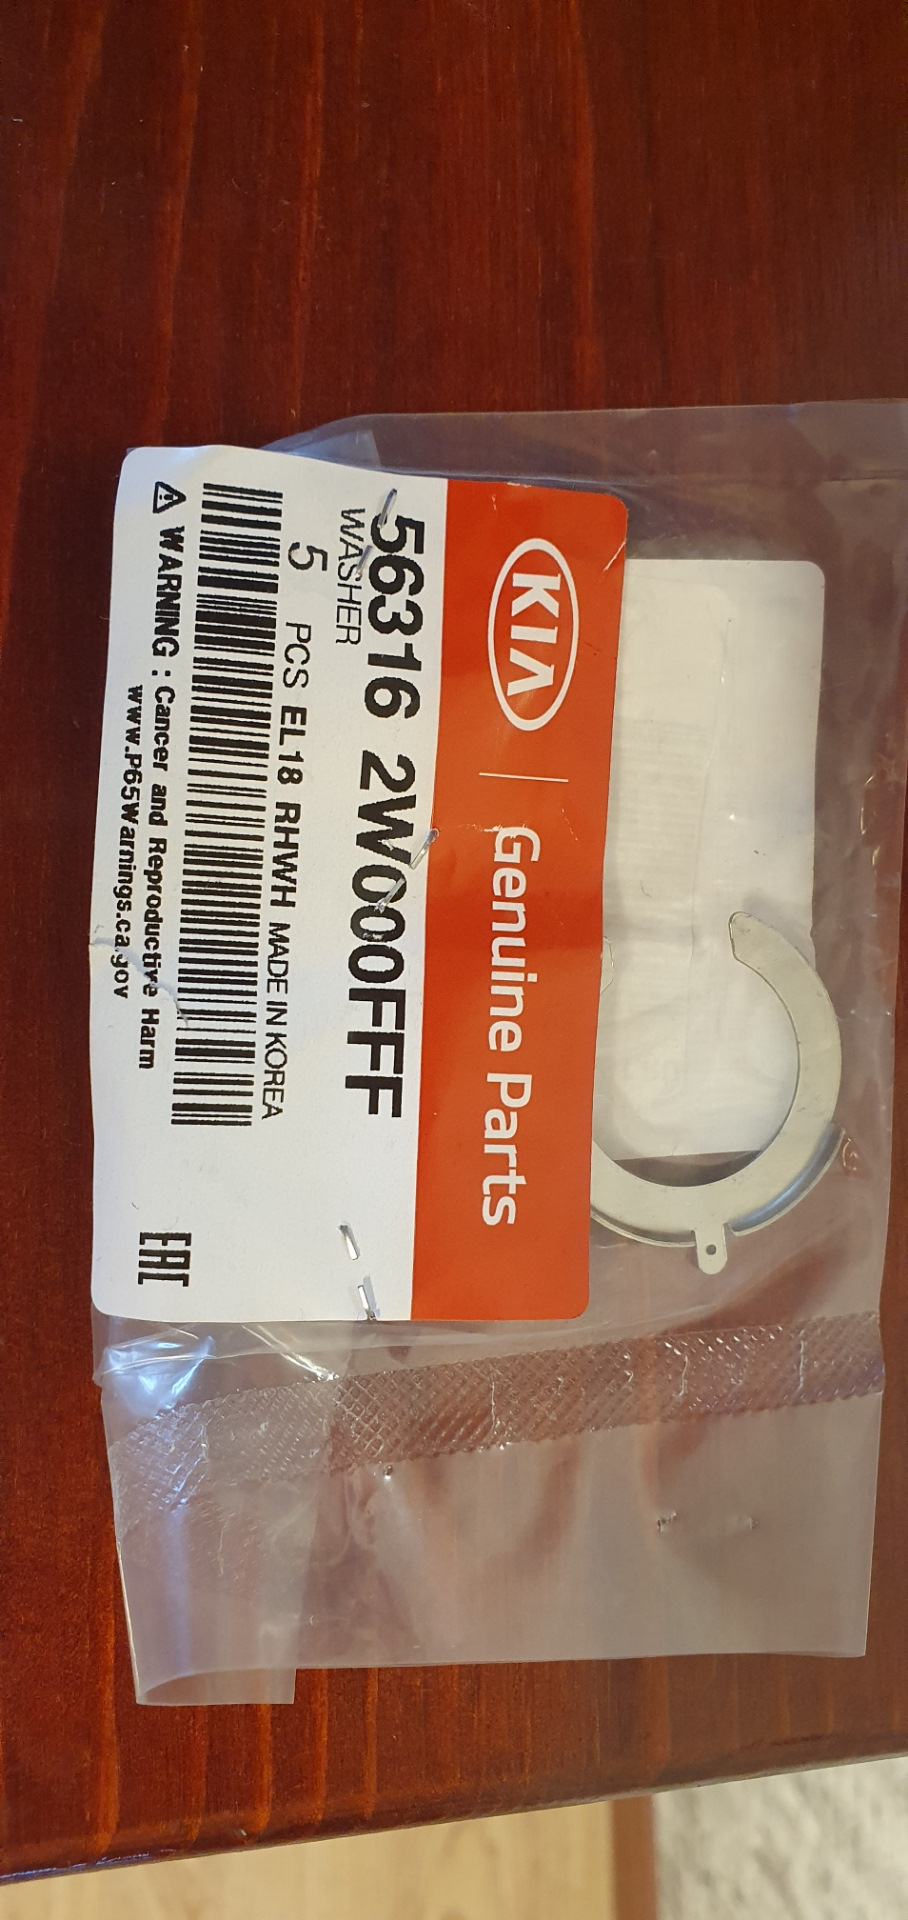 KIA | Genuine Parts
56316 2W000FFF
WASHER
5 PCS EL18 RHWH MADE IN KOREA
⚠ WARNING : Cancer and Reproductive Harm
www.P65Warnings.ca.gov
EAC